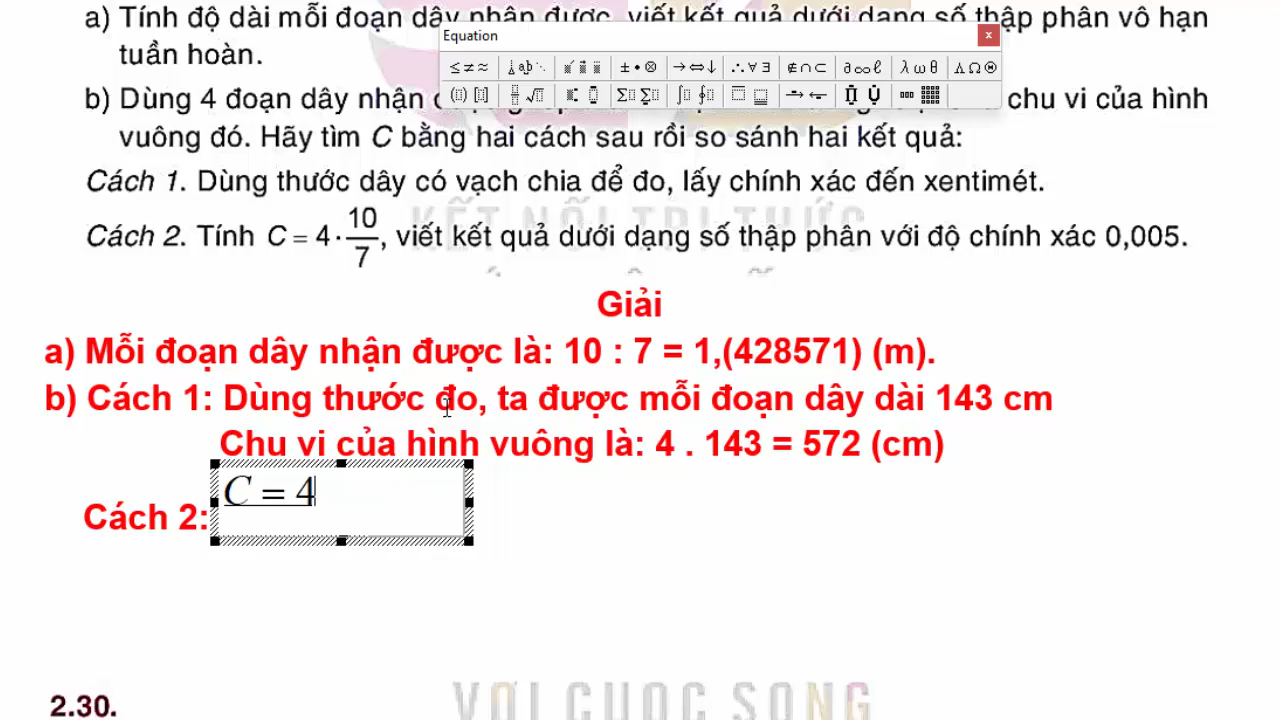 a) Tính độ dài mỗi đoạn dây nhận được, viết kết quả dưới dạng số thập phân vô hạn
Equation
tuần hoàn.
b) Dùng 4 đoạn dây nhận chu vi của hình
vuông đó. Hãy tìm C bằng hai cách sau rồi so sánh hai kết quả:
Cách 1. Dùng thước dây có vạch chia để đo, lấy chính xác đến xentimét.
KẾT NỐI TRI THỨC
Cách 2. Tính C = 4 · 10/7, viết kết quả dưới dạng số thập phân với độ chính xác 0,005.
Giải
a) Mỗi đoạn dây nhận được là: 10 : 7 = 1,(428571) (m).
b) Cách 1: Dùng thước đo, ta được mỗi đoạn dây dài 143 cm
Chu vi của hình vuông là: 4 . 143 = 572 (cm)
Cách 2: C = 4
2.30.
VỚI CUỘC SỐNG